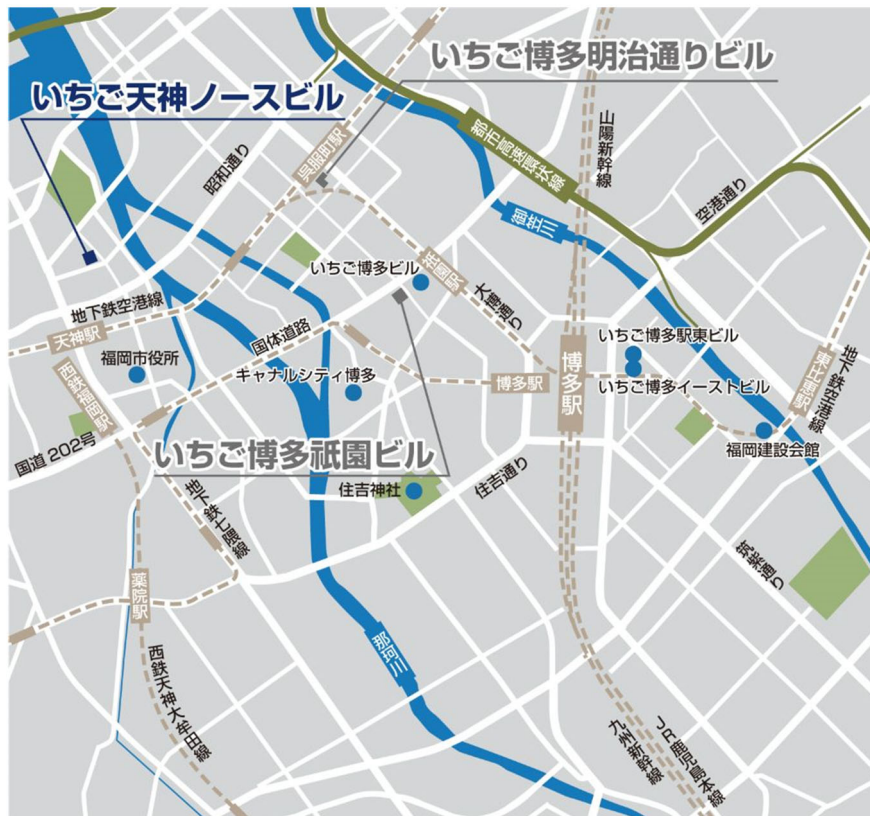 いちご博多明治通りビル
いちご天神ノースビル
山陽新幹線
都市高速環状線
呉服町駅
昭和通り
空港通り
御笠川
祇園駅
いちご博多ビル
大博通り
地下鉄空港線
天神駅
国体道路
いちご博多駅東ビル
福岡市役所
西鉄福岡駅
キャナルシティ博多
博多駅
博多駅
いちご博多イーストビル
東比恵駅
地下鉄空港線
福岡建設会館
国道202号
いちご博多祇園ビル
住吉神社
住吉通り
地下鉄七隈線
筑紫通り
薬院駅
那珂川
西鉄天神大牟田線
九州新幹線
JR鹿児島本線